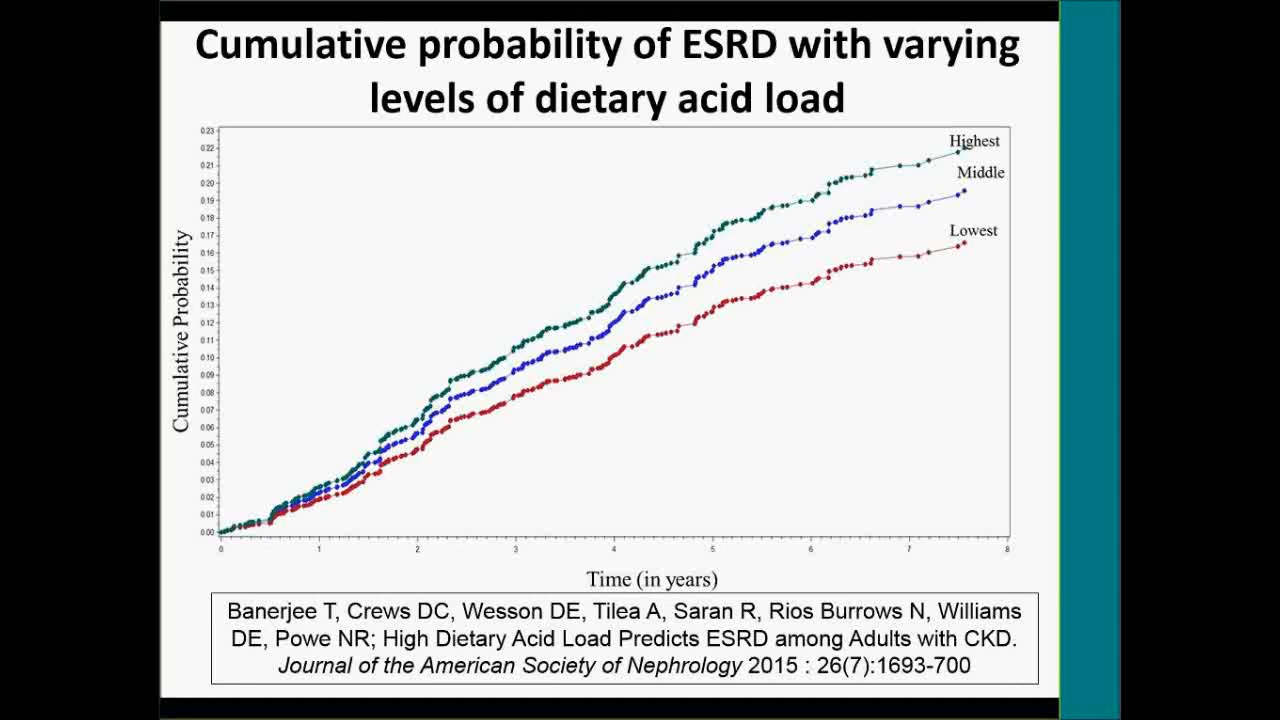 Cumulative probability of ESRD with varying
levels of dietary acid load
0.23
0.22
0.21
0.20
0.19
0.18
0.17
0.16
0.15
0.14
0.13
0.12
0.11
0.10
0.09
0.08
0.07
0.06
0.05
0.04
0.03
0.02
0.01
0.00
Cumulative Probability
Highest
Middle
Lowest
0 1 2 3 4 5 6 7 8
Time (in years)
Banerjee T, Crews DC, Wesson DE, Tilea A, Saran R, Rios Burrows N, Williams
DE, Powe NR; High Dietary Acid Load Predicts ESRD among Adults with CKD.
Journal of the American Society of Nephrology 2015 : 26(7):1693-700